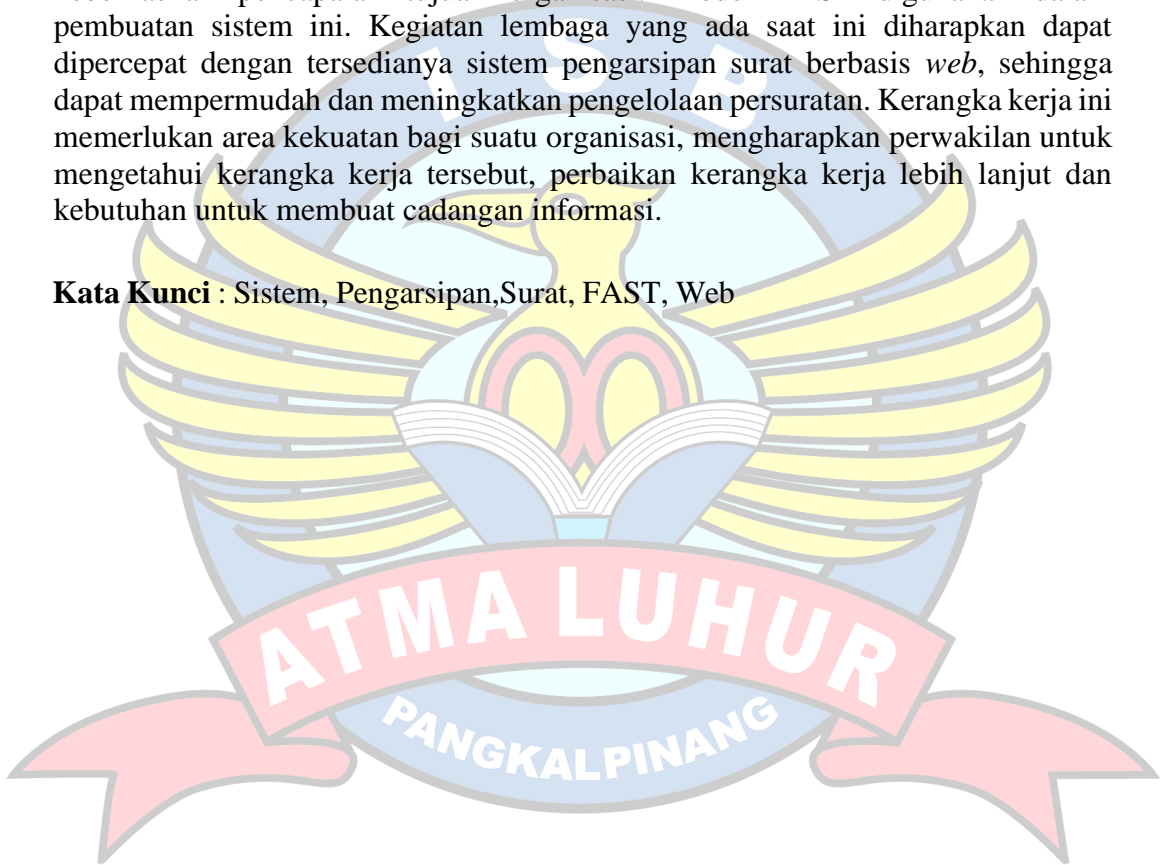 pembuatan sistem ini. Kegiatan lembaga yang ada saat ini diharapkan dapat
dipercepat dengan tersedianya sistem pengarsipan surat berbasis web, sehingga
dapat mempermudah dan meningkatkan pengelolaan persuratan. Kerangka kerja ini
memerlukan area kekuatan bagi suatu organisasi, mengharapkan perwakilan untuk
mengetahui kerangka kerja tersebut, perbaikan kerangka kerja lebih lanjut dan
kebutuhan untuk membuat cadangan informasi.
Kata Kunci : Sistem, Pengarsipan,Surat, FAST, Web
I S B
ATMA LUHUR
PANGKALPINANG